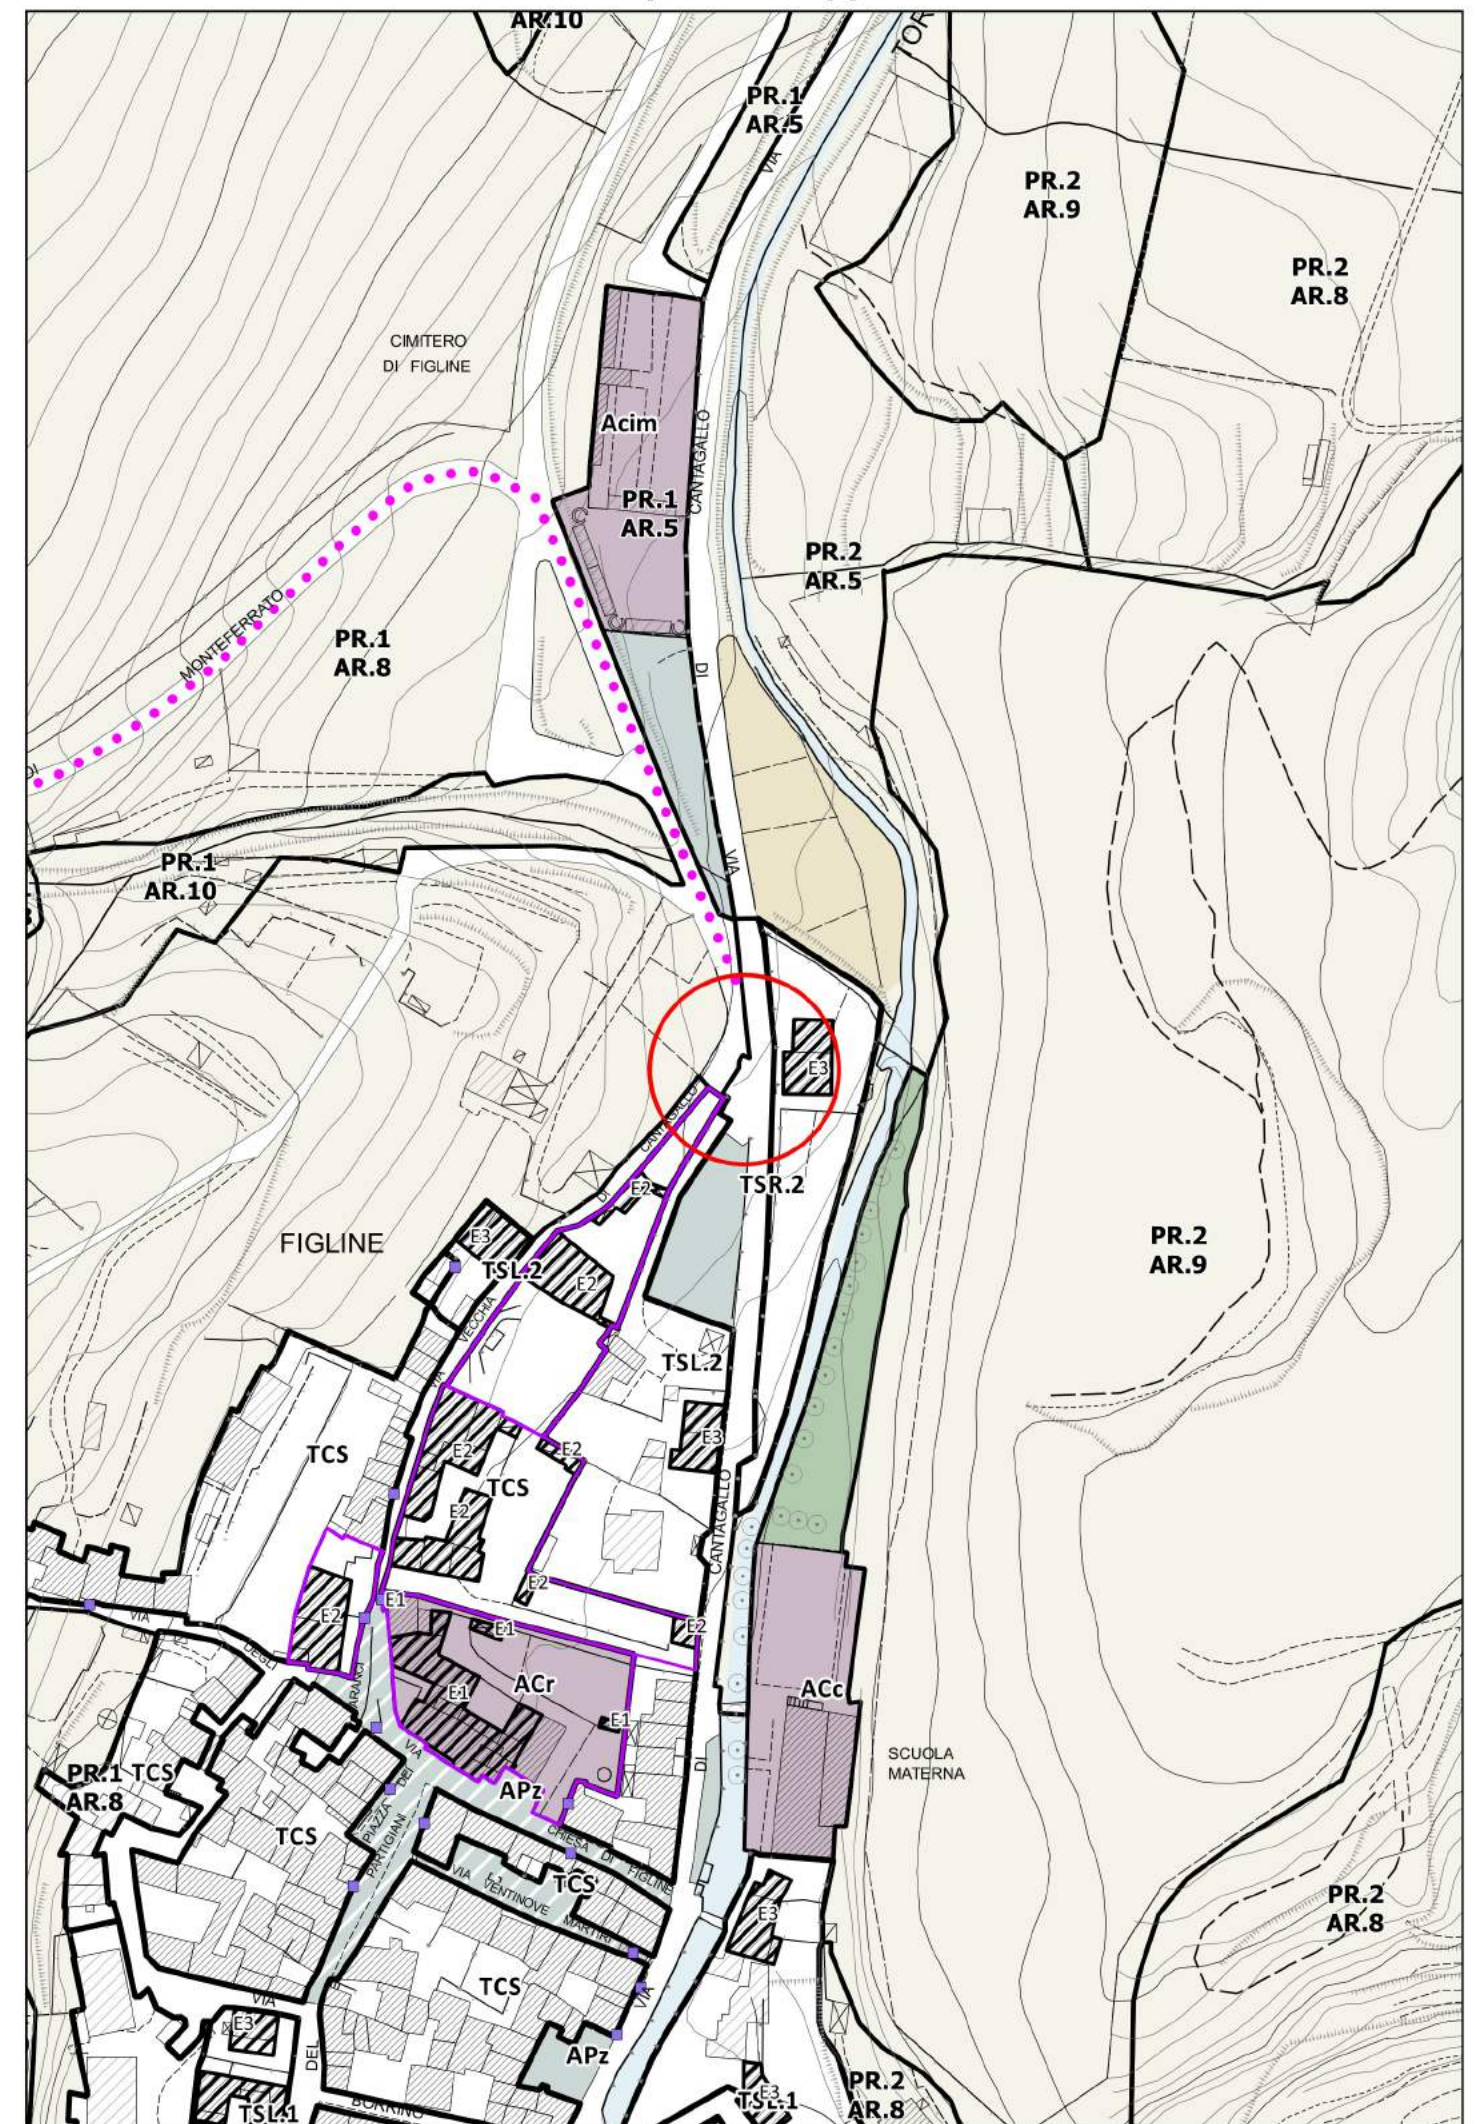 AR.10
TOR
PR.1
AR.5
VIA
PR.2
AR.9
PR.2
AR.8
CIMITERO
DI FIGLINE
Acim
CANTAGALLO
PR.1
AR.5
PR.2
AR.5
MONTEFERRATO
PR.1
AR.8
DI
DI
VIA
PR.1
AR.10
E3
CANTAGALLO
DI
E2
TSR.2
FIGLINE
E3
TSL.2
E2
PR.2
AR.9
VECCHIA
TSL.2
VIA
E2
E3
E2
TCS
TCS
E2
CANTAGALLO
E2
E1
E2
VIA
E1
E2
DEGLI
ARANCI
E1
ACr
E1
ACc
VIA
DEI
DI
SCUOLA
MATERNA
PR.1
AR.8
TCS
APz
PIAZZA
PARTIGIANI
TCS
CHIESA DI FIGLINE
VIA VENTINOVE MARTIRI
TCS
E3
PR.2
AR.8
TCS
VIA
VIA
E3
DEL
APz
TSL.1
BORRINO
E3
TSL.1
PR.2
AR.8